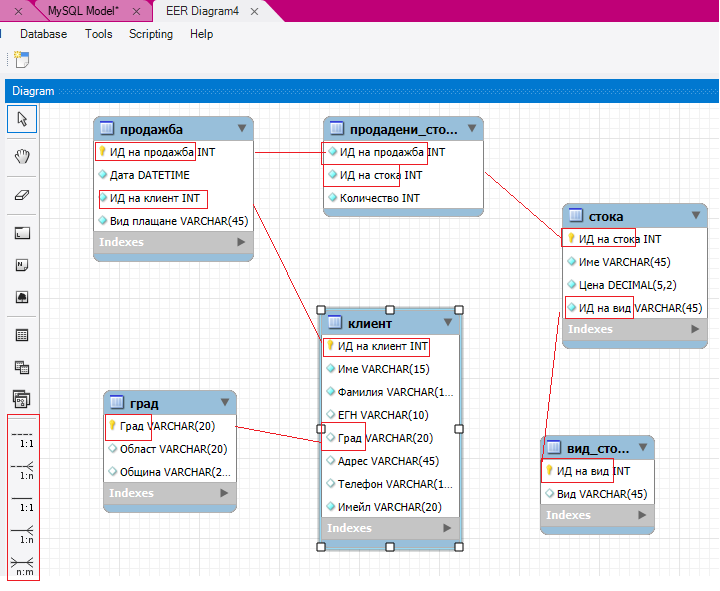 MySQL Model*
EER Diagram4
Database Tools Scripting Help
Diagram
продажба
ИД на продажба INT
Дата DATETIME
ИД на клиент INT
Вид плащане VARCHAR(45)
Indexes
продадени_сто...
ИД на продажба INT
ИД на стока INT
Количество INT
стока
ИД на стока INT
Име VARCHAR(45)
Цена DECIMAL(5,2)
ИД на вид VARCHAR(45)
Indexes
клиент
ИД на клиент INT
Име VARCHAR(15)
Фамилия VARCHAR(1...
ЕГН VARCHAR(10)
Град VARCHAR(20)
Адрес VARCHAR(45)
Телефон VARCHAR(1...
Имейл VARCHAR(20)
Indexes
град
Град VARCHAR(20)
Област VARCHAR(20)
Община VARCHAR(2...
Indexes
вид_сто...
ИД на вид INT
Вид VARCHAR(45)
Indexes
1:1
1:n
1:1
1:n
n:m